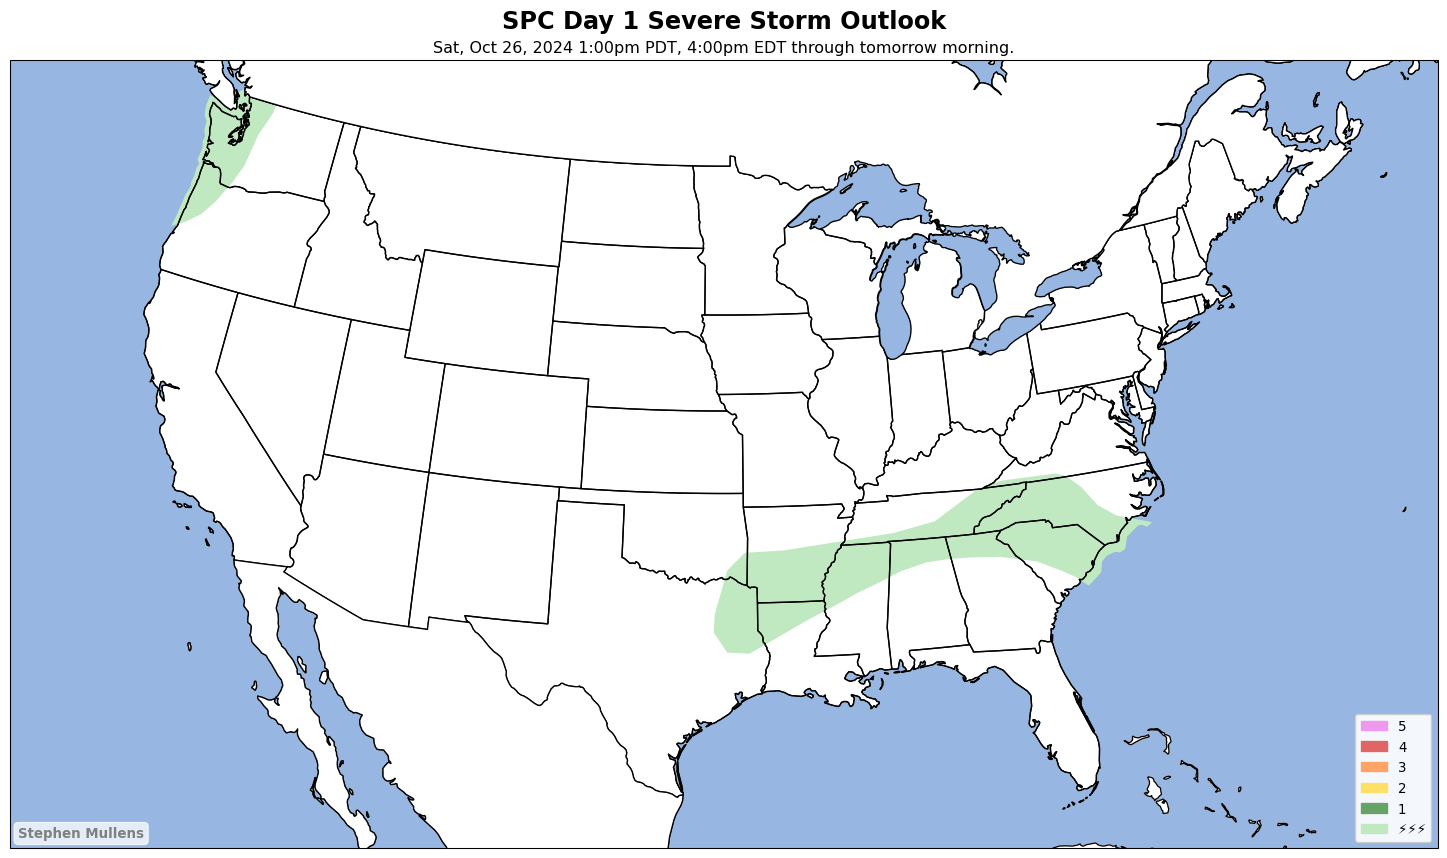 SPC Day 1 Severe Storm Outlook
Sat, Oct 26, 2024 1:00pm PDT, 4:00pm EDT through tomorrow morning.
5
4
3
2
1
⚡⚡⚡
Stephen Mullens